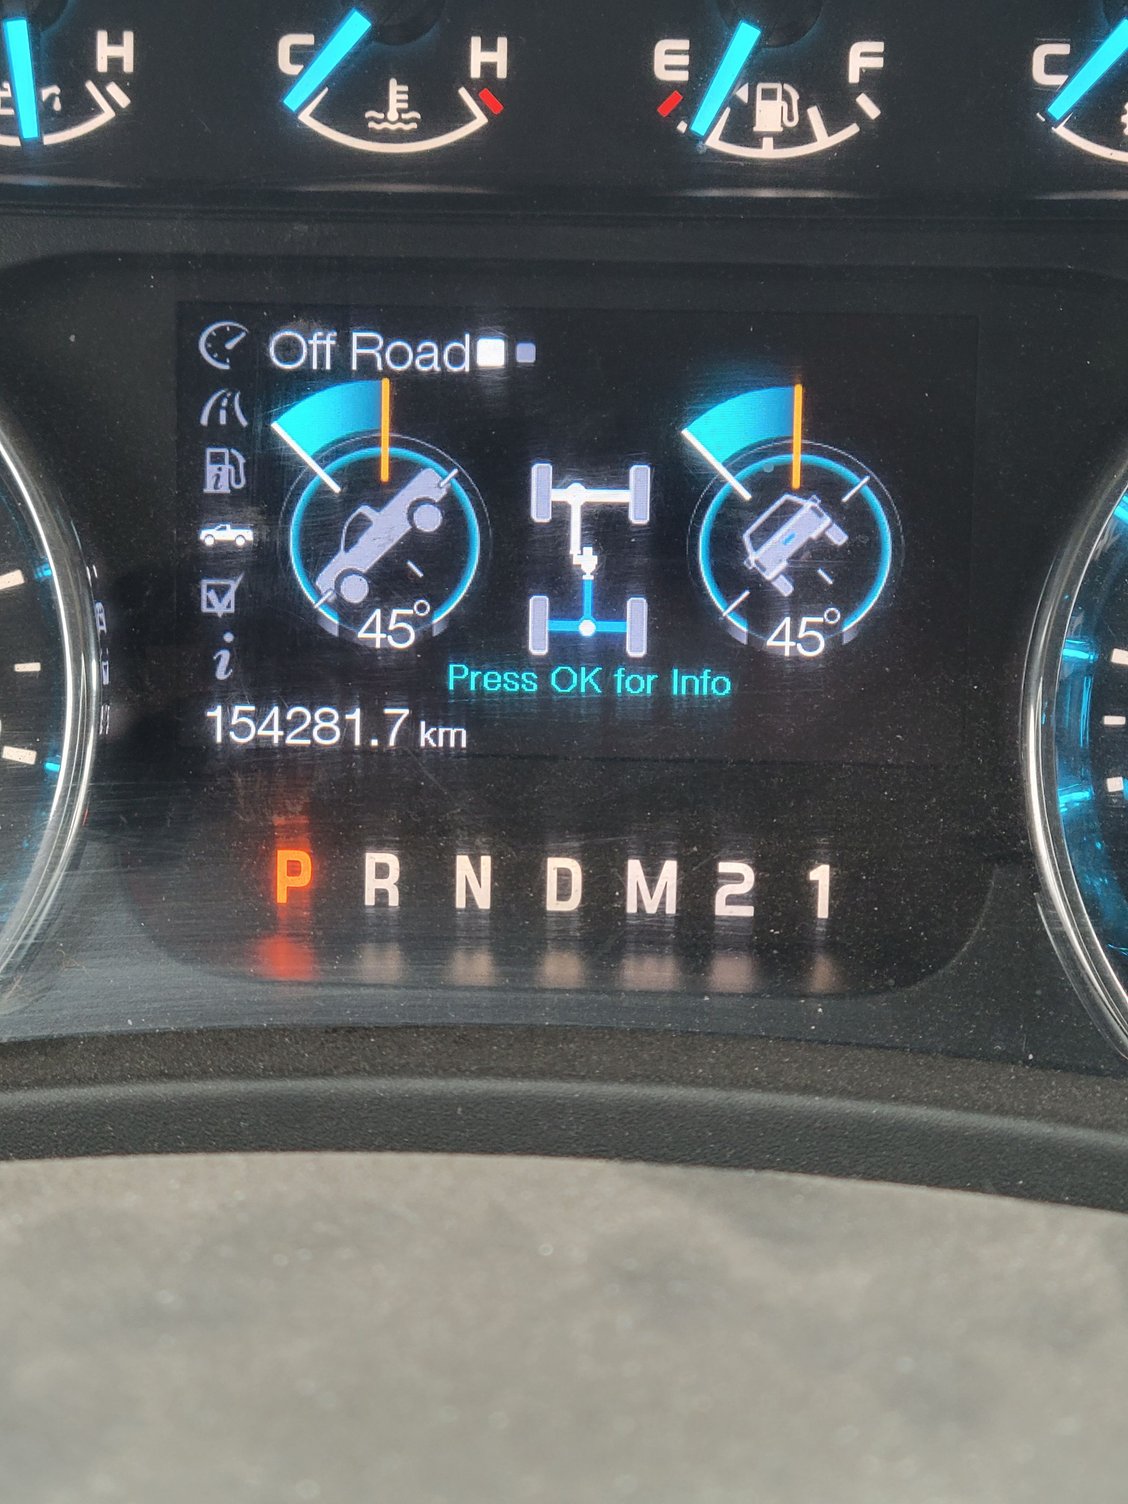 H
C H
E F
C
Off Road
45°
45°
Press OK for Info
154281.7 km
P R N D M 2 1